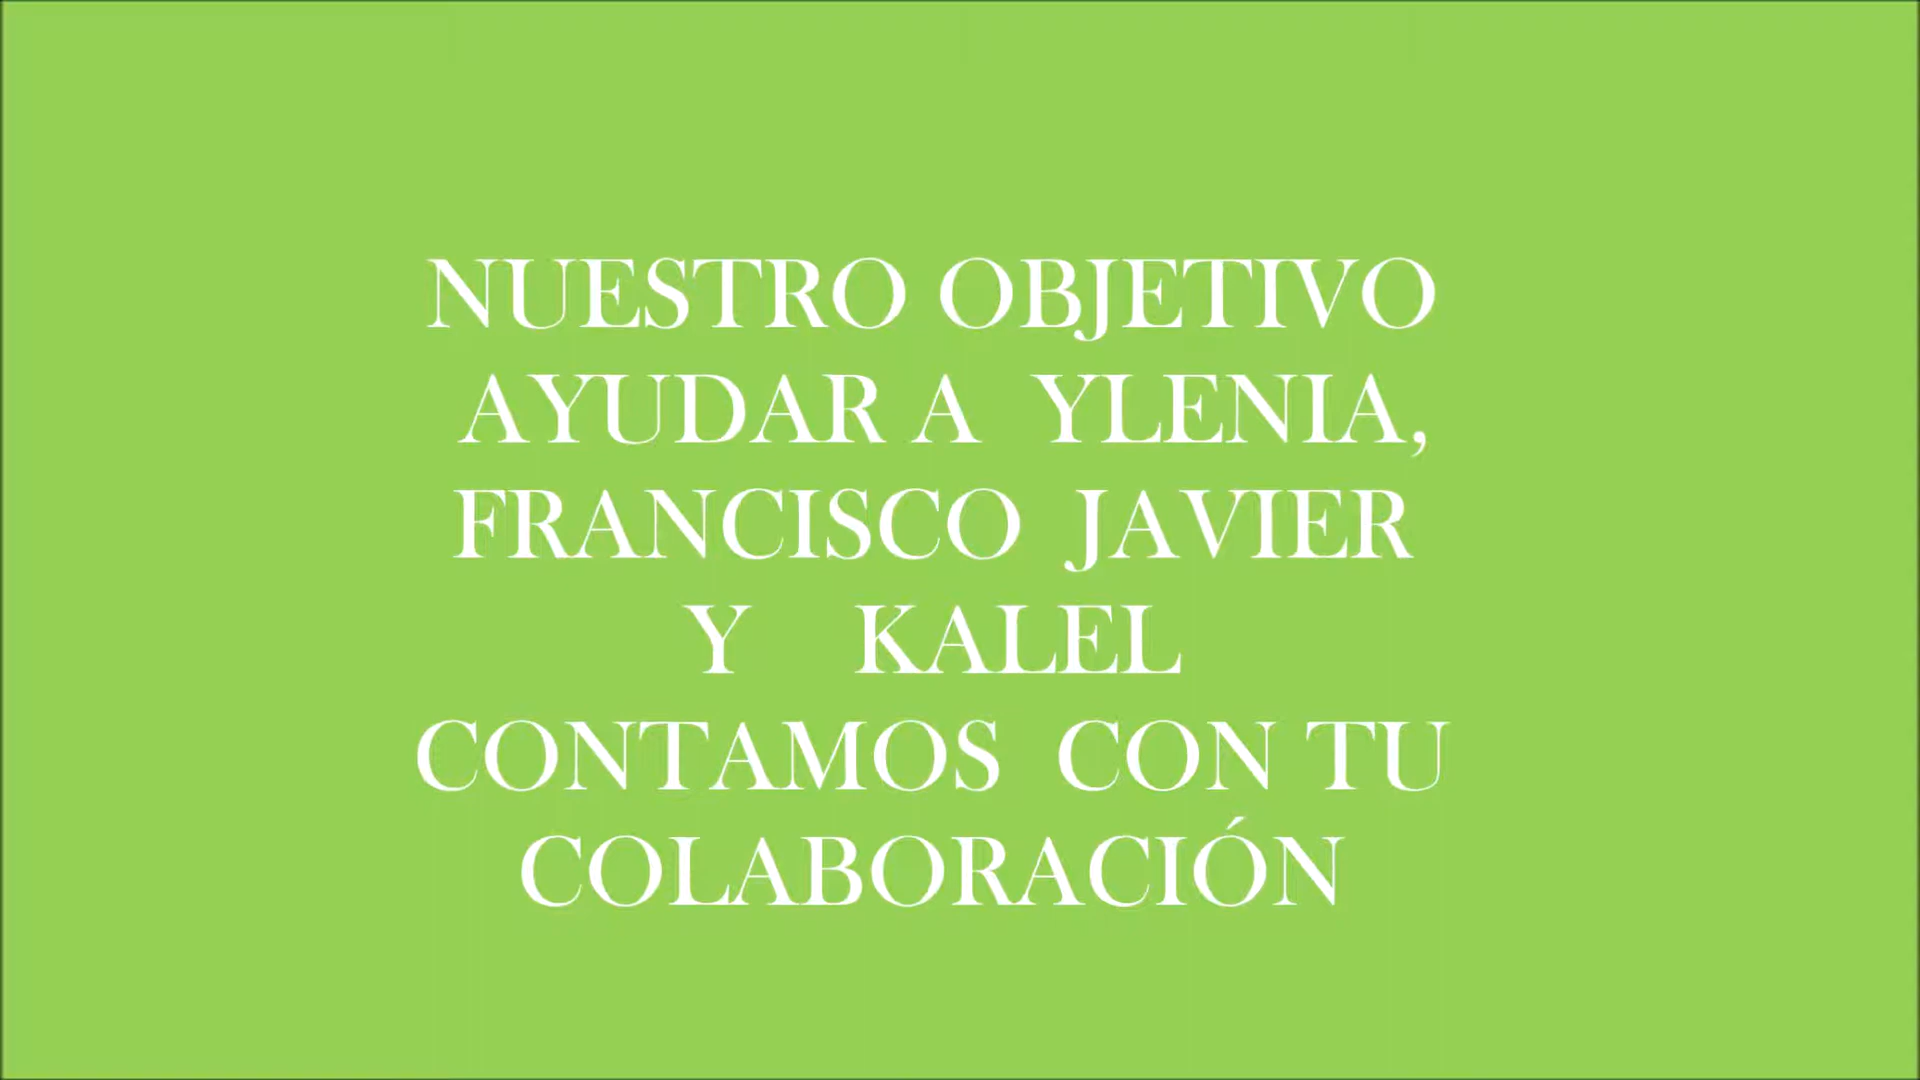 NUESTRO OBJETIVO
AYUDAR A YLENIA,
FRANCISCO JAVIER
Y KALEL
CONTAMOS CON TU
COLABORACIÓN